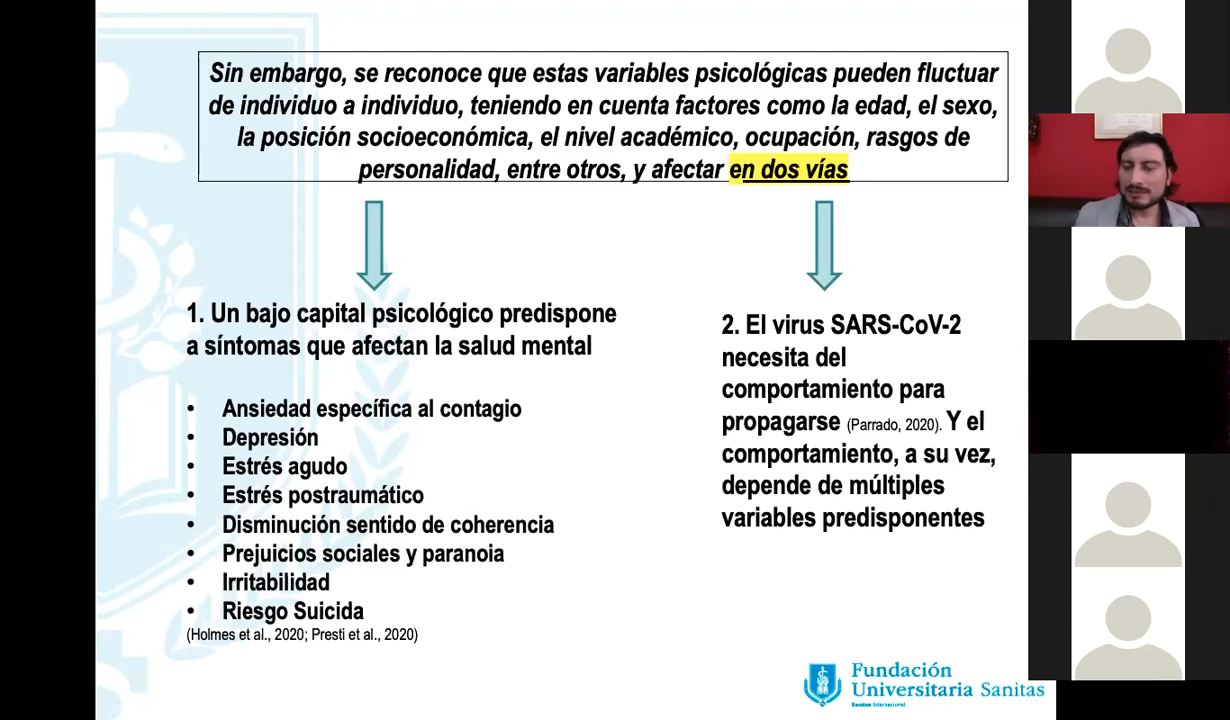 Sin embargo, se reconoce que estas variables psicológicas pueden fluctuar
de individuo a individuo, teniendo en cuenta factores como la edad, el sexo,
la posición socioeconómica, el nivel académico, ocupación, rasgos de
personalidad, entre otros, y afectar en dos vías
1. Un bajo capital psicológico predispone
a síntomas que afectan la salud mental
• Ansiedad específica al contagio
• Depresión
• Estrés agudo
• Estrés postraumático
• Disminución sentido de coherencia
• Prejuicios sociales y paranoia
• Irritabilidad
• Riesgo Suicida
(Holmes et al., 2020; Presti et al., 2020)
2. El virus SARS-CoV-2
necesita del
comportamiento para
propagarse (Parrado, 2020). Y el
comportamiento, a su vez,
depende de múltiples
variables predisponentes
Fundación
Universitaria Sanitas
Sanitas Internacional